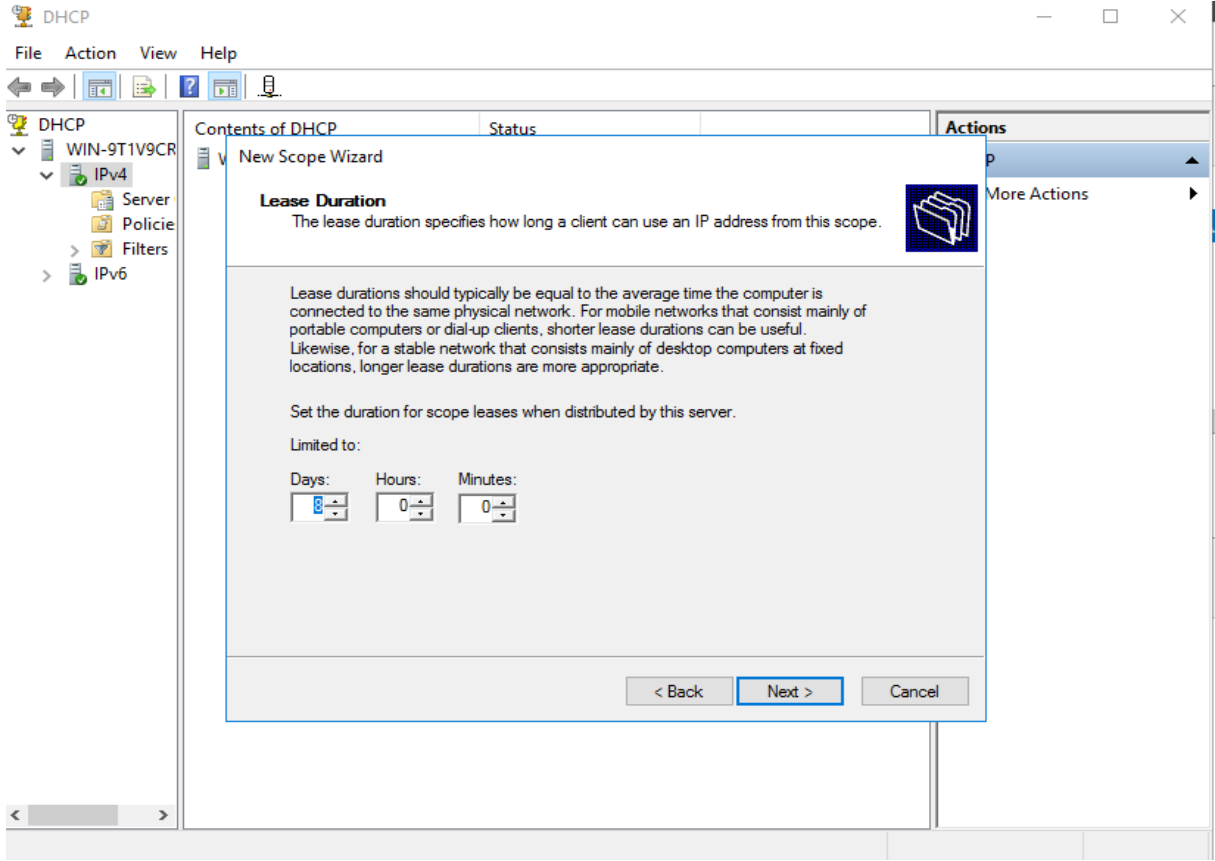 DHCP
File Action View Help
DHCP
WIN-9T1V9CR
IPv4
Server
Policie
Filters
IPv6
Contents of DHCP Status
Actions
More Actions
New Scope Wizard
Lease Duration
The lease duration specifies how long a client can use an IP address from this scope.
Lease durations should typically be equal to the average time the computer is
connected to the same physical network. For mobile networks that consist mainly of
portable computers or dial-up clients, shorter lease durations can be useful.
Likewise, for a stable network that consists mainly of desktop computers at fixed
locations, longer lease durations are more appropriate.
Set the duration for scope leases when distributed by this server.
Limited to:
Days: Hours: Minutes:
8 0 0
< Back Next > Cancel